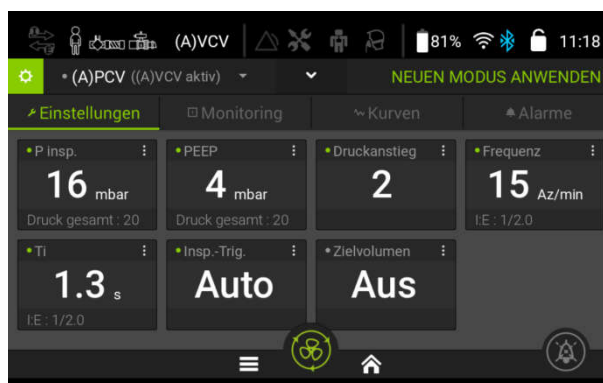 (A)VCV 81% 11:18
• (A)PCV ((A)VCV aktiv) NEUEN MODUS ANWENDEN
Einstellungen Monitoring Kurven Alarme
P insp. PEEP Druckanstieg Frequenz
16 mbar 4 mbar 2 15 Az/min
Druck gesamt : 20 Druck gesamt : 20 I:E : 1/2.0
Ti Insp.-Trig. Zielvolumen
1.3 s Auto Aus
I:E : 1/2.0